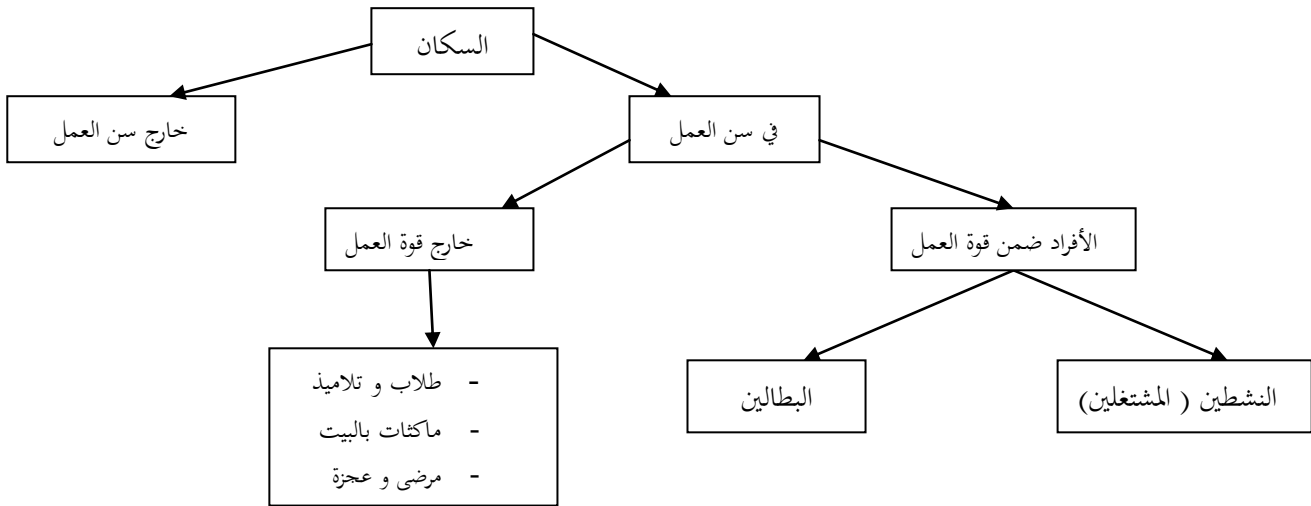 السكان
في سن العمل
خارج سن العمل
الأفراد ضمن قوة العمل
خارج قوة العمل
النشطين ( المشتغلين)
البطالين
- طلاب و تلاميذ
- ماكثات بالبيت
- مرضى و عجزة